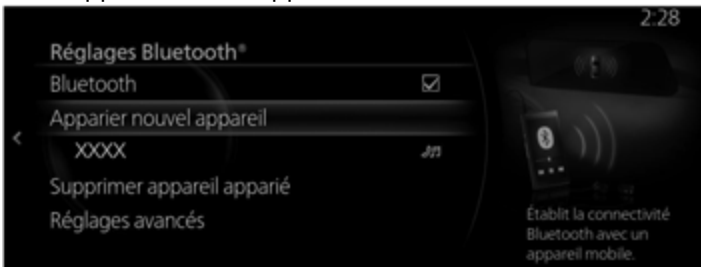 2:28
Réglages Bluetooth®
Bluetooth
Apparier nouvel appareil
XXXX
Supprimer appareil apparié
Réglages avancés
Établit la connectivité
Bluetooth avec un
appareil mobile.